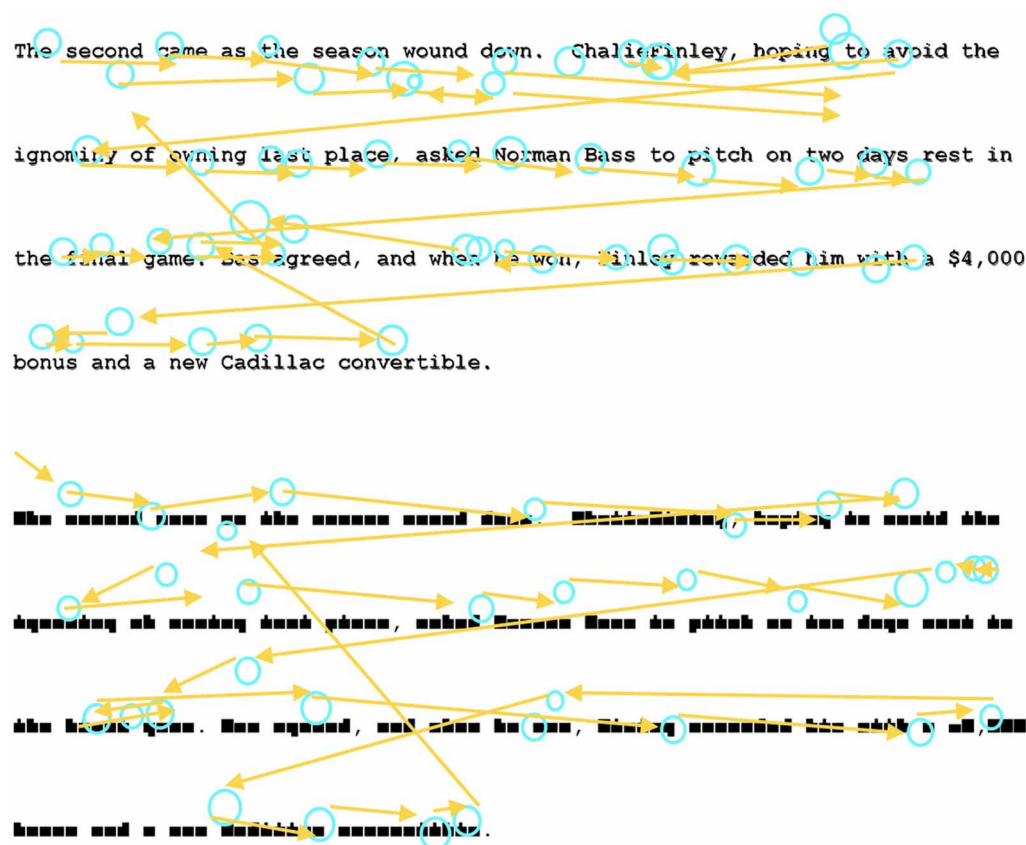 The second came as the season wound down.  ChalieFinley, hoping to avoid the
ignominy of owning last place, asked Norman Bass to pitch on two days rest in
the final game. Bas agreed, and when he won, Finley rewarded him with a $4,000
bonus and a new Cadillac convertible.